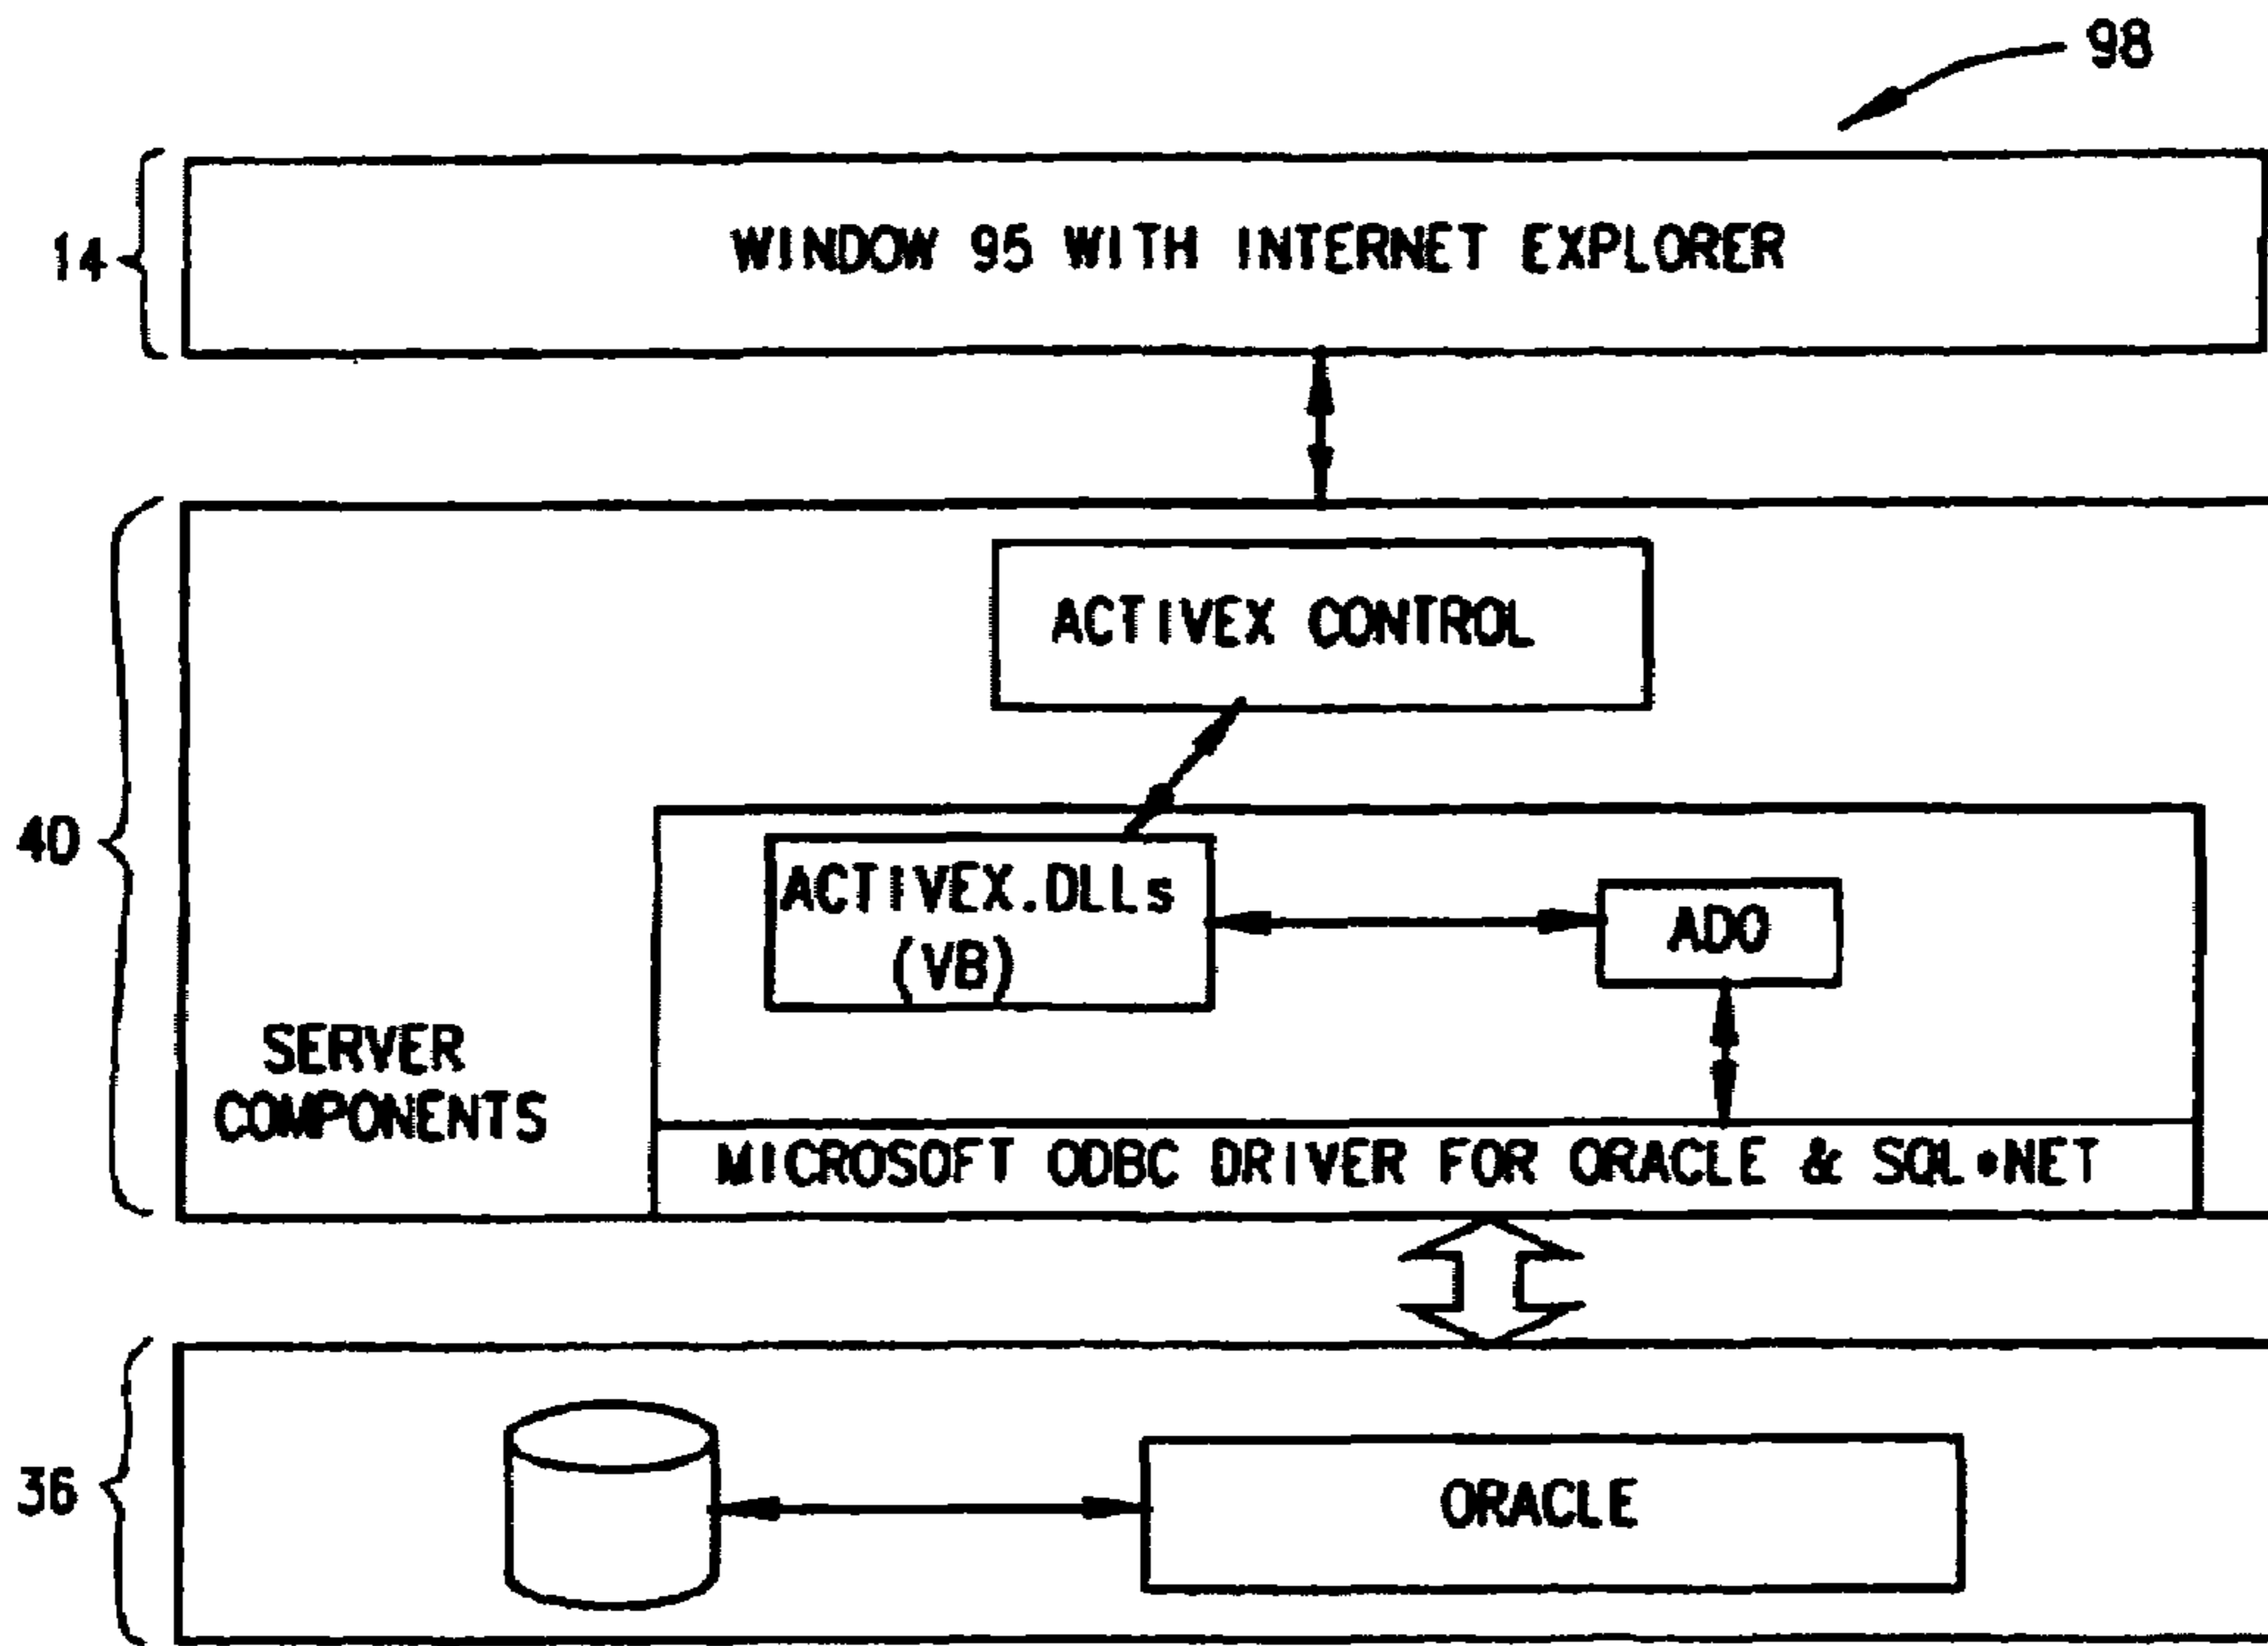 98
14
WINDOW 95 WITH INTERNET EXPLORER
ACTIVEX CONTROL
40
ACTIVEX.DLLs
(VB)
ADO
SERVER
COMPONENTS
MICROSOFT ODBC DRIVER FOR ORACLE & SQL•NET
36
ORACLE